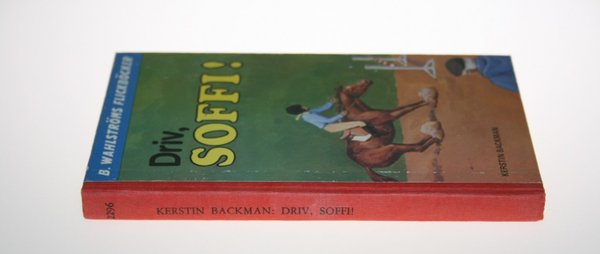 B. WAHLSTRÖMS FLICKBÖCKER
Driv,
SOFFI!
KERSTIN BACKMAN
2296
KERSTIN BACKMAN: DRIV, SOFFI!